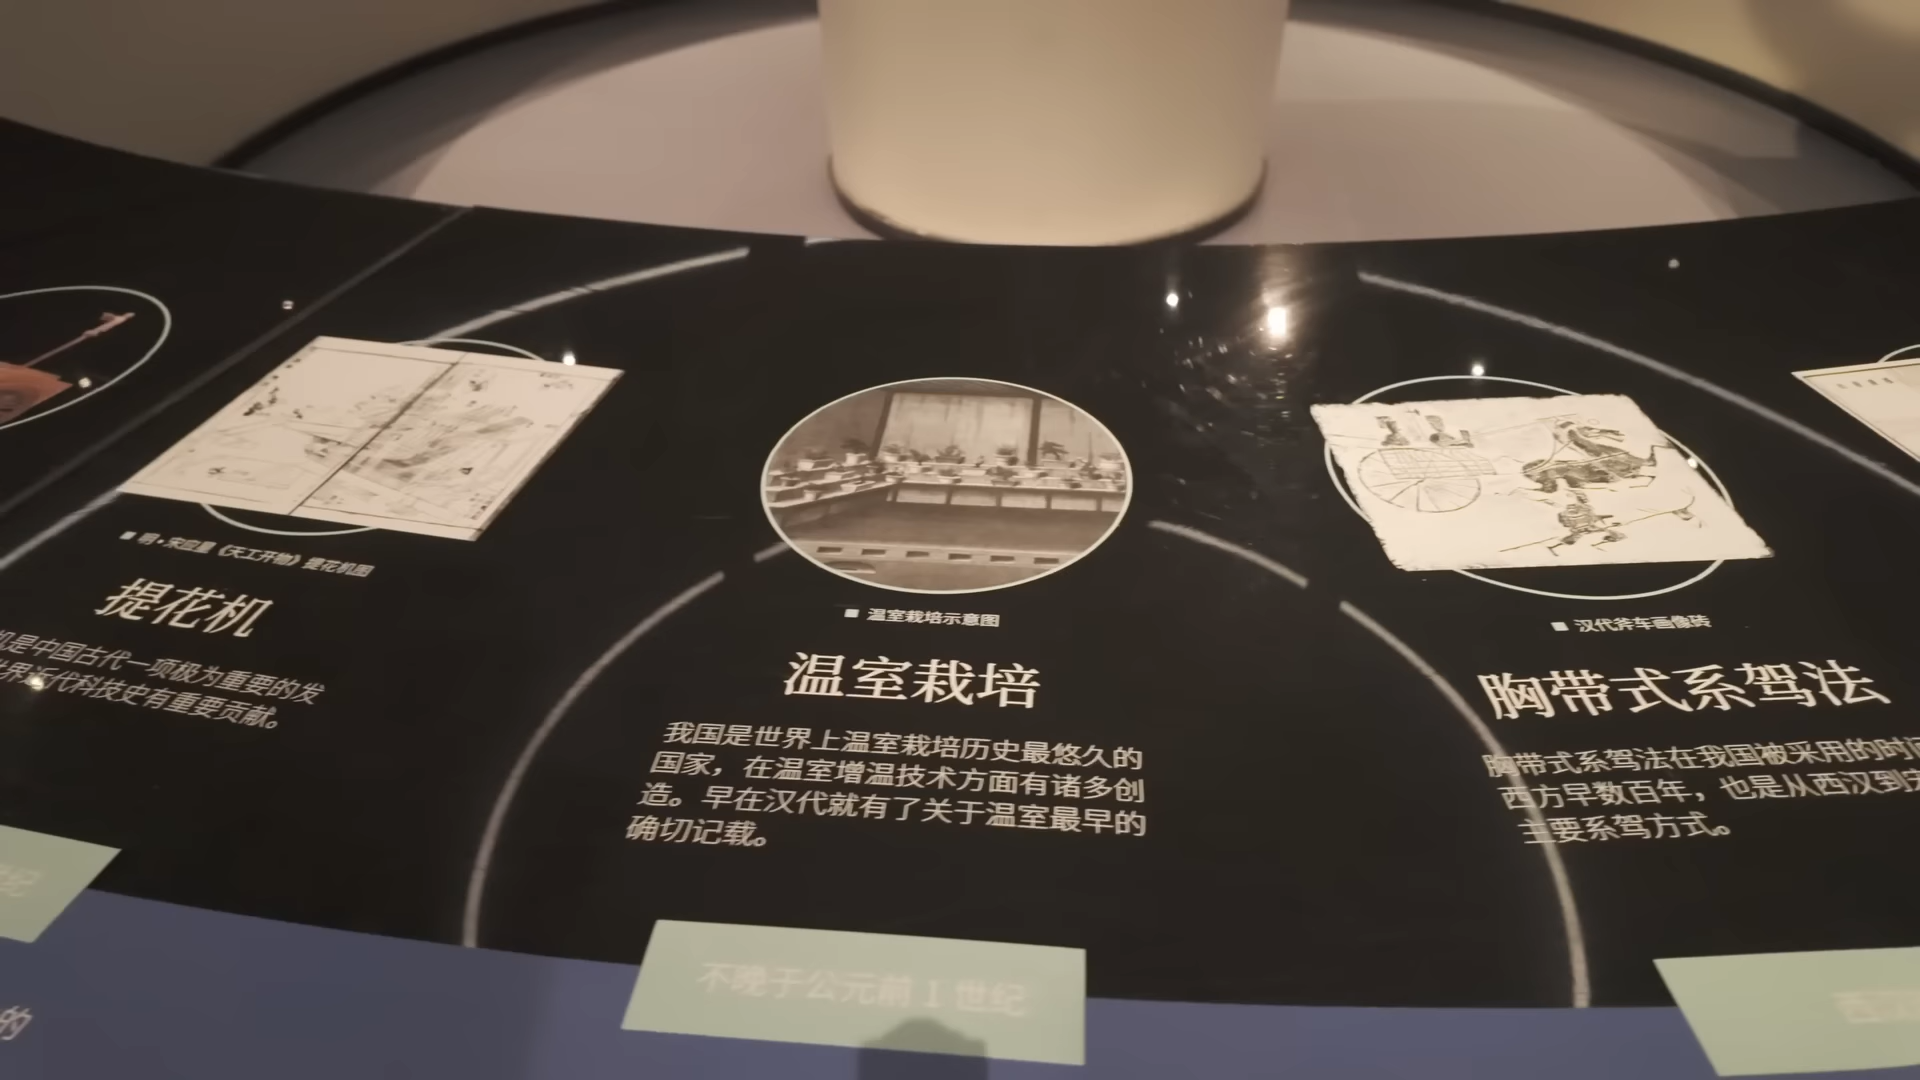 ■ 明·宋应星《天工开物》提花机图
提花机
机是中国古代一项极为重要的发
世界近代科技史有重要贡献。
世纪
的
■ 温室栽培示意图
温室栽培
我国是世界上温室栽培历史最悠久的
国家，在温室增温技术方面有诸多创
造。早在汉代就有了关于温室最早的
确切记载。
不晚于公元前1世纪
■ 汉代斧车画像砖
胸带式系驾法
胸带式系驾法在我国被采用的时间
西方早数百年，也是从西汉到宋
主要系驾方式。
西